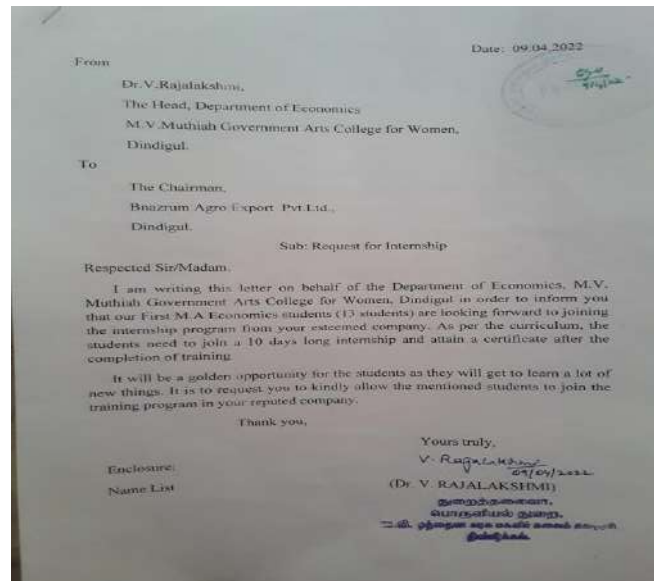 Date: 09.04.2022
From
Dr.V.Rajalakshmi,
The Head, Department of Economics
M.V.Muthiah Government Arts College for Women,
Dindigul.
To
The Chairman,
Bnazrum Agro Export Pvt.Ltd.,
Dindigul.
Sub: Request for Internship
Respected Sir/Madam.
I am writing this letter on behalf of the Department of Economics, M.V.
Muthiah Government Arts College for Women, Dindigul in order to inform you
that our First M.A Economics students (13 students) are looking forward to joining
the internship program from your esteemed company. As per the curriculum, the
students need to join a 10 days long internship and attain a certificate after the
completion of training
It will be a golden opportunity for the students as they will get to learn a lot of
new things. It is to request you to kindly allow the mentioned students to join the
training program in your reputed company.
Thank you,
Yours truly,
V. Rajalakshmi
09/04/2022
Enclosure:
(Dr. V. RAJALAKSHMI)
Name List
துறைத்தலைவர்,
பொருளியல் துறை,